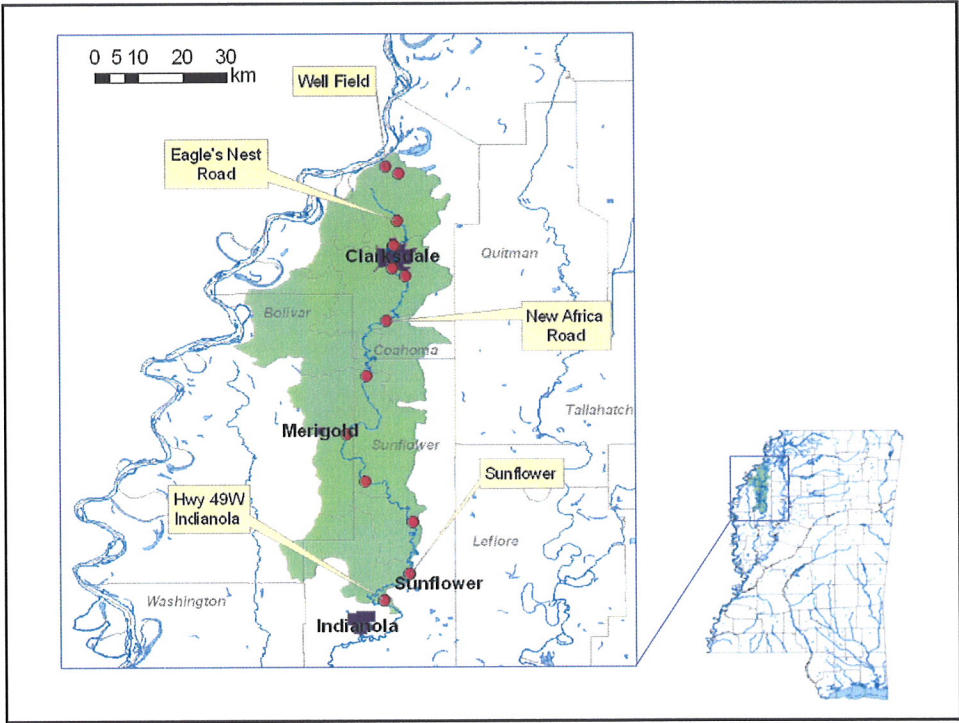 0 5 10 20 30
km
Well Field
Eagle's Nest
Road
Clarksdale
Quitman
Bolivar
New Africa
Road
Coahoma
Tallahatch
Merigold
Sunflower
Sunflower
Hwy 49W
Indianola
Leflore
Sunflower
Washington
Indianola